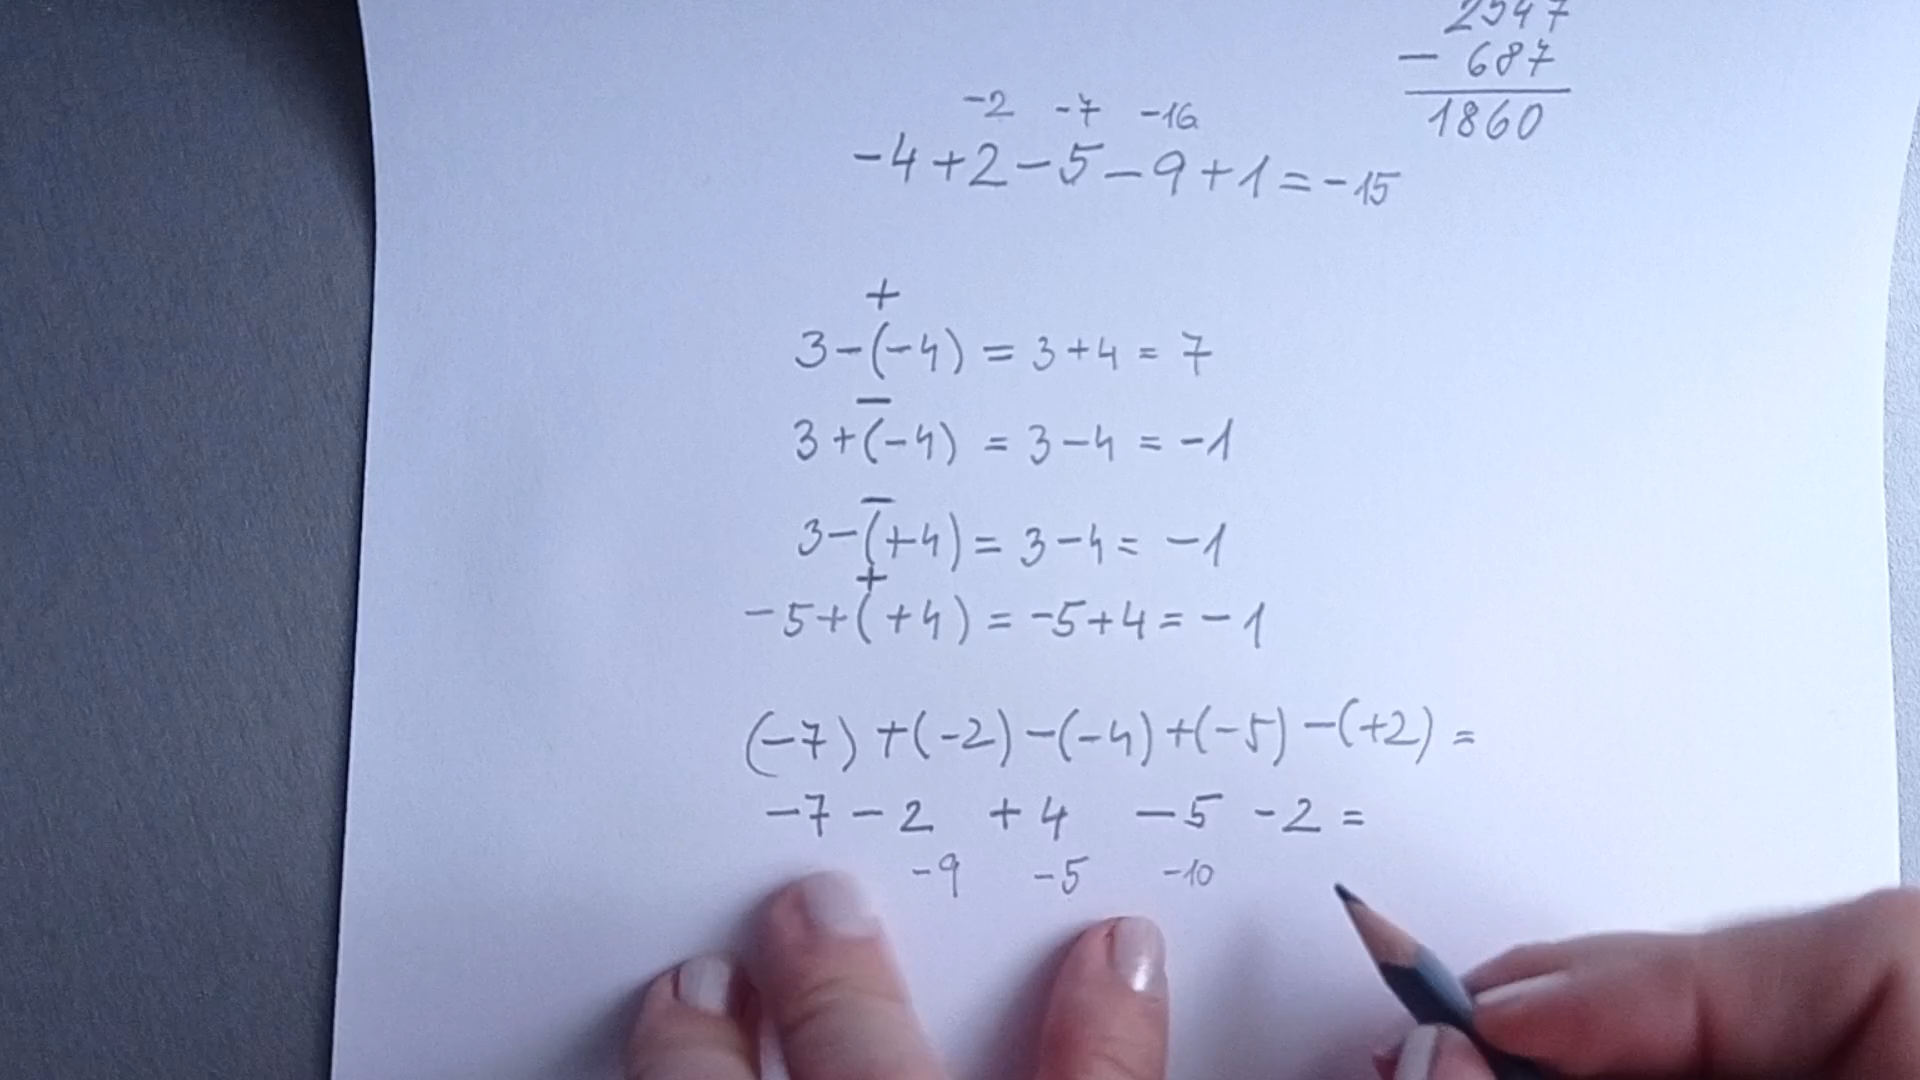 2547
- 687
1860
-2 -7 -16
-4+2-5-9+1=-15
+
3-(-4) = 3+4 = 7
-
3+(-4) = 3-4 = -1
-
3-(+4) = 3-4 = -1
+
-5+(+4) = -5+4 = -1
(-7) +(-2) -(-4) +(-5) -(+2) =
-7 - 2 + 4 - 5 - 2 =
-9 -5 -10